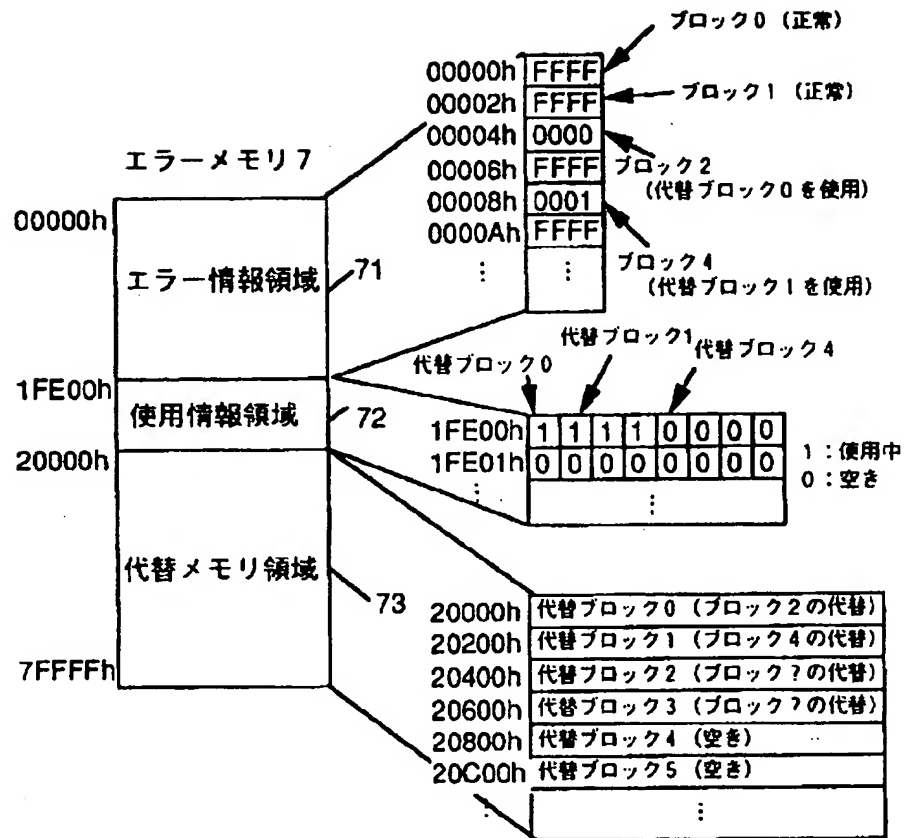 エラーメモリ7
00000h
エラー情報領域
71
1FE00h
使用情報領域
72
20000h
代替メモリ領域
73
7FFFFh
ブロック0 (正常)
00000h FFFF
ブロック1 (正常)
00002h FFFF
00004h 0000
ブロック2
(代替ブロック0を使用)
00006h FFFF
00008h 0001
0000Ah FFFF
ブロック4
(代替ブロック1を使用)
⋮ ⋮
代替ブロック0
代替ブロック1
代替ブロック4
1FE00h 1 1 1 1 0 0 0 0
1FE01h 0 0 0 0 0 0 0 0
⋮ ⋮
1:使用中
0:空き
20000h 代替ブロック0 (ブロック2の代替)
20200h 代替ブロック1 (ブロック4の代替)
20400h 代替ブロック2 (ブロック?の代替)
20600h 代替ブロック3 (ブロック?の代替)
20800h 代替ブロック4 (空き)
20C00h 代替ブロック5 (空き)
⋮ ⋮